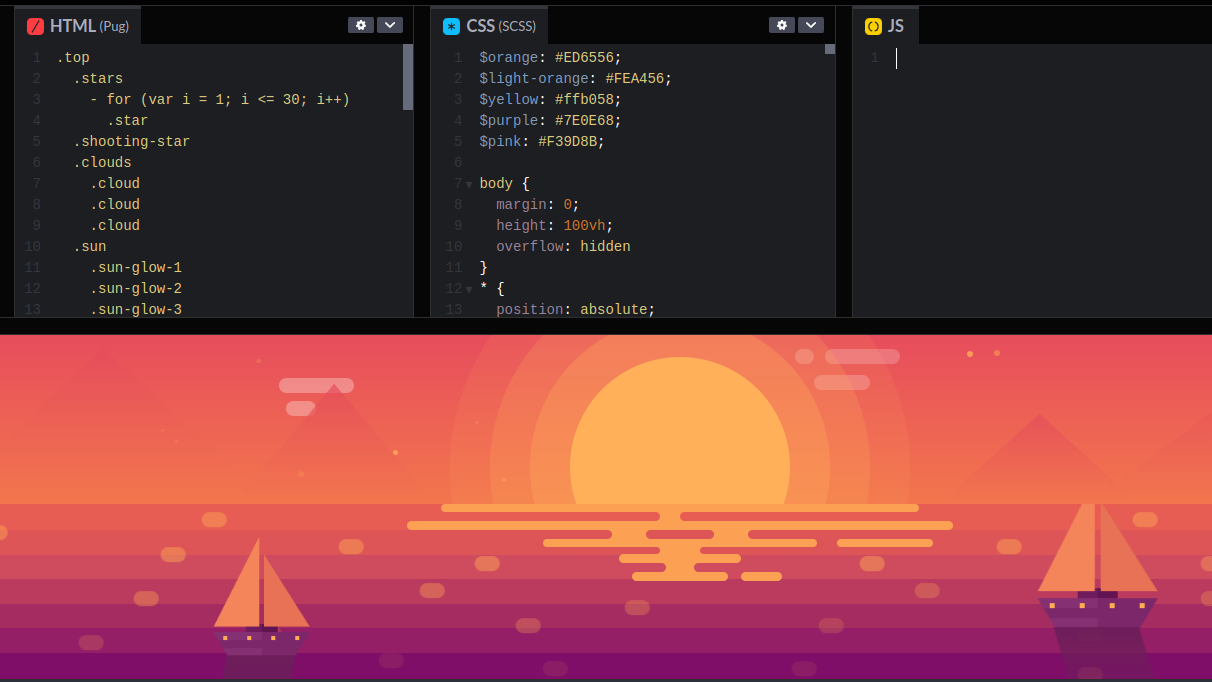 HTML (Pug)
1 .top
2 .stars
3 - for (var i = 1; i <= 30; i++)
4 .star
5 .shooting-star
6 .clouds
7 .cloud
8 .cloud
9 .cloud
10 .sun
11 .sun-glow-1
12 .sun-glow-2
13 .sun-glow-3
CSS (SCSS)
1 $orange: #ED6556;
2 $light-orange: #FEA456;
3 $yellow: #ffb058;
4 $purple: #7E0E68;
5 $pink: #F39D8B;
6
7 body {
8 margin: 0;
9 height: 100vh;
10 overflow: hidden
11 }
12 * {
13 position: absolute;
JS
1